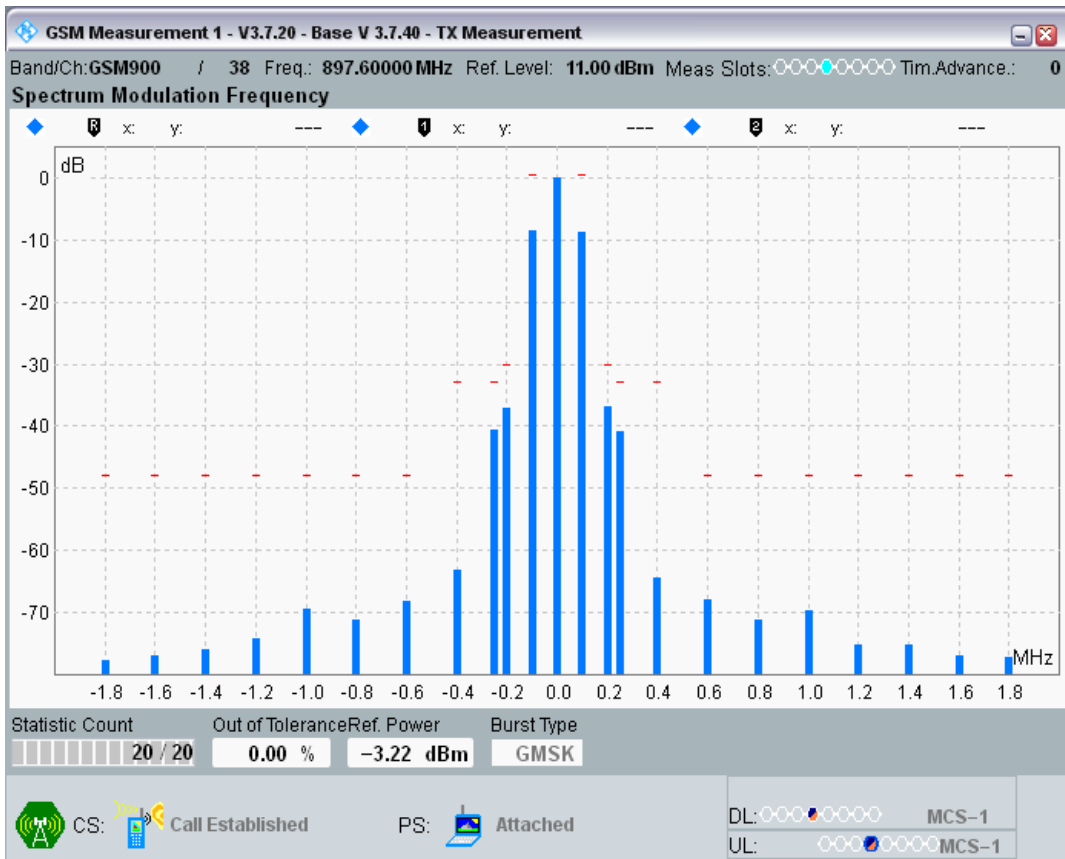 GSM Measurement 1 - V3.7.20 - Base V 3.7.40 - TX Measurement
Band/Ch:GSM900 / 38 Freq.: 897.60000 MHz Ref. Level: 11.00 dBm Meas Slots: Tim.Advance.: 0
Spectrum Modulation Frequency
R x: y: --- 1 x: y: --- 2 x: y: ---
dB
0
-10
-20
-30
-40
-50
-60
-70
MHz
-1.8 -1.6 -1.4 -1.2 -1.0 -0.8 -0.6 -0.4 -0.2 0.0 0.2 0.4 0.6 0.8 1.0 1.2 1.4 1.6 1.8
Statistic Count Out of Tolerance Ref. Power Burst Type
20 / 20 0.00 % −3.22 dBm GMSK
CS: Call Established PS: Attached DL: MCS−1
UL: MCS−1